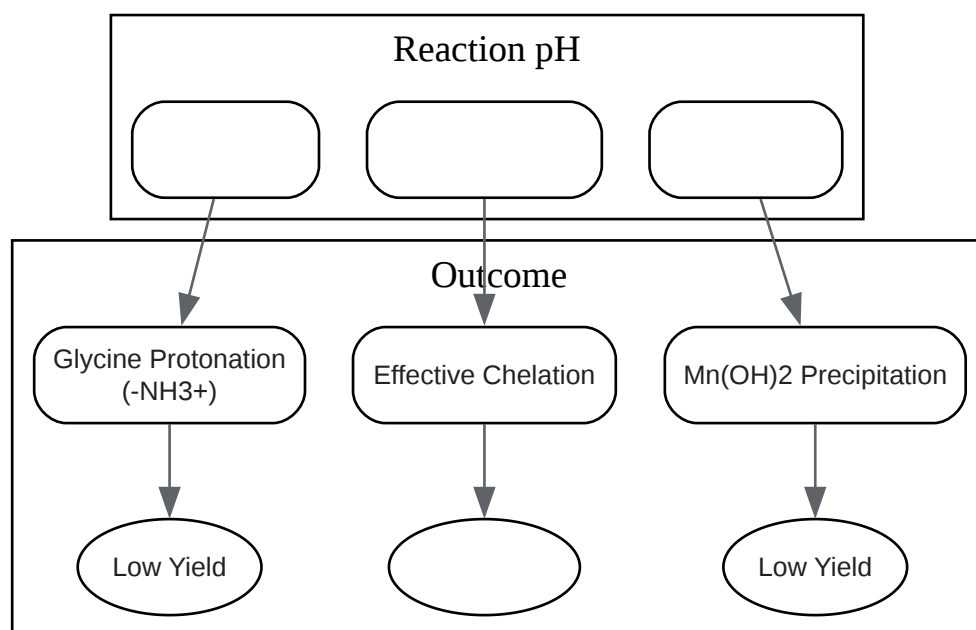 Reaction pH
Outcome
Glycine Protonation
(-NH3+)
Effective Chelation
Mn(OH)2 Precipitation
Low Yield
Low Yield